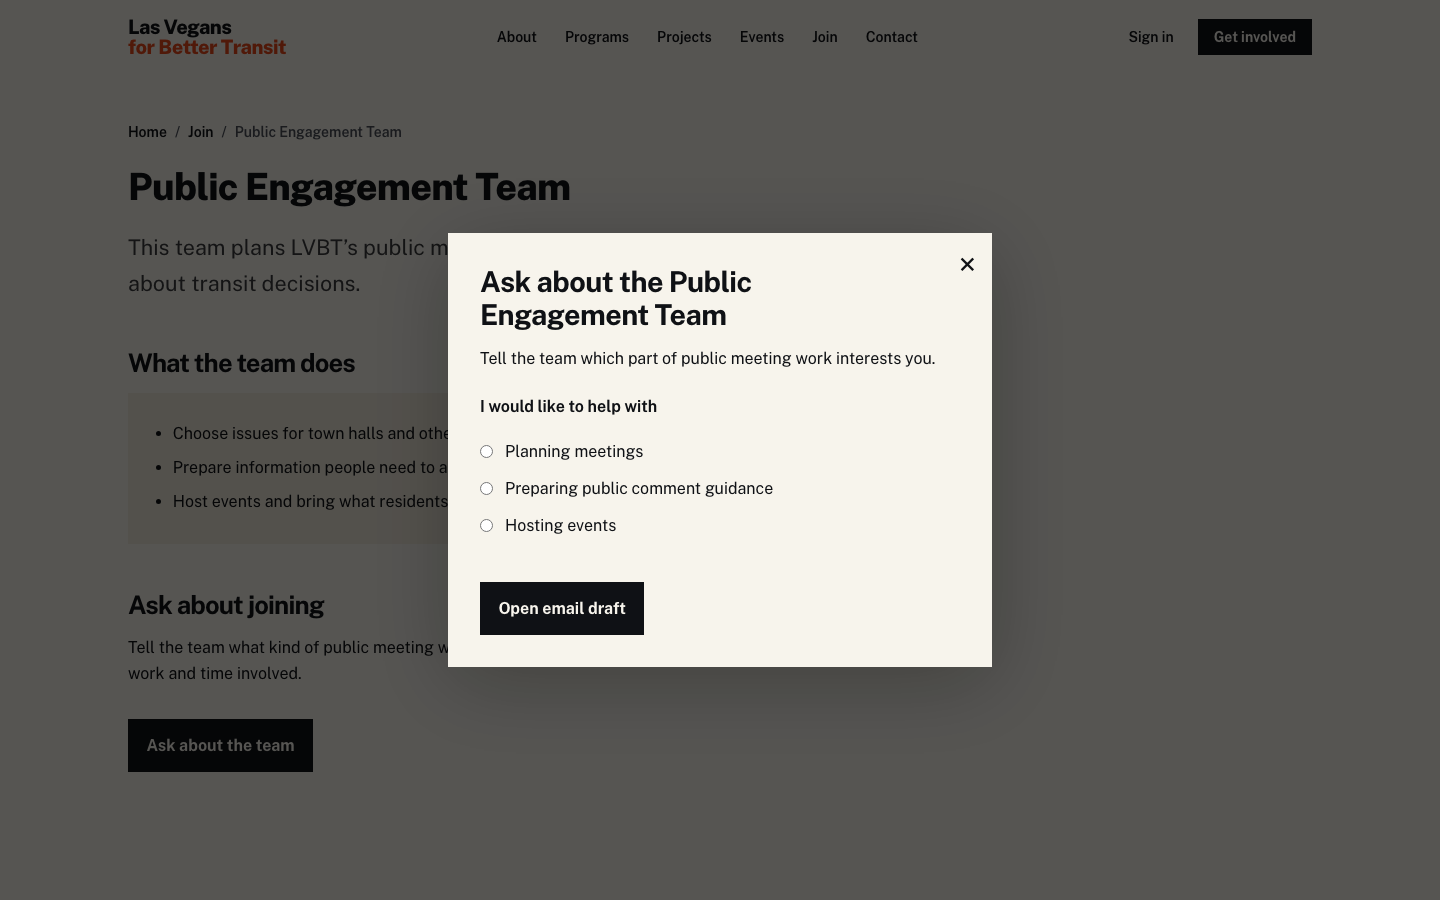 Las Vegans
for Better Transit
About Programs Projects Events Join Contact
Sign in Get involved
Home / Join / Public Engagement Team
Public Engagement Team
This team plans LVBT’s public m
about transit decisions.
What the team does
• Choose issues for town halls and othe
• Prepare information people need to a
• Host events and bring what residents
Ask about joining
Tell the team what kind of public meeting w
work and time involved.
Ask about the team
×
Ask about the Public
Engagement Team
Tell the team which part of public meeting work interests you.
I would like to help with
Planning meetings
Preparing public comment guidance
Hosting events
Open email draft